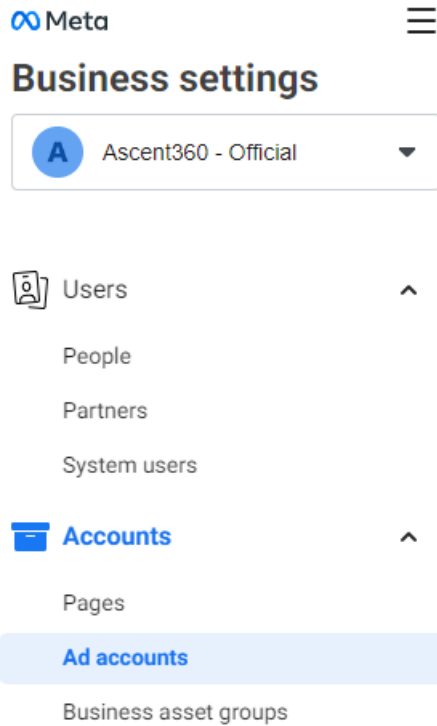 Meta
Business settings
A Ascent360 - Official
Users
People
Partners
System users
Accounts
Pages
Ad accounts
Business asset groups